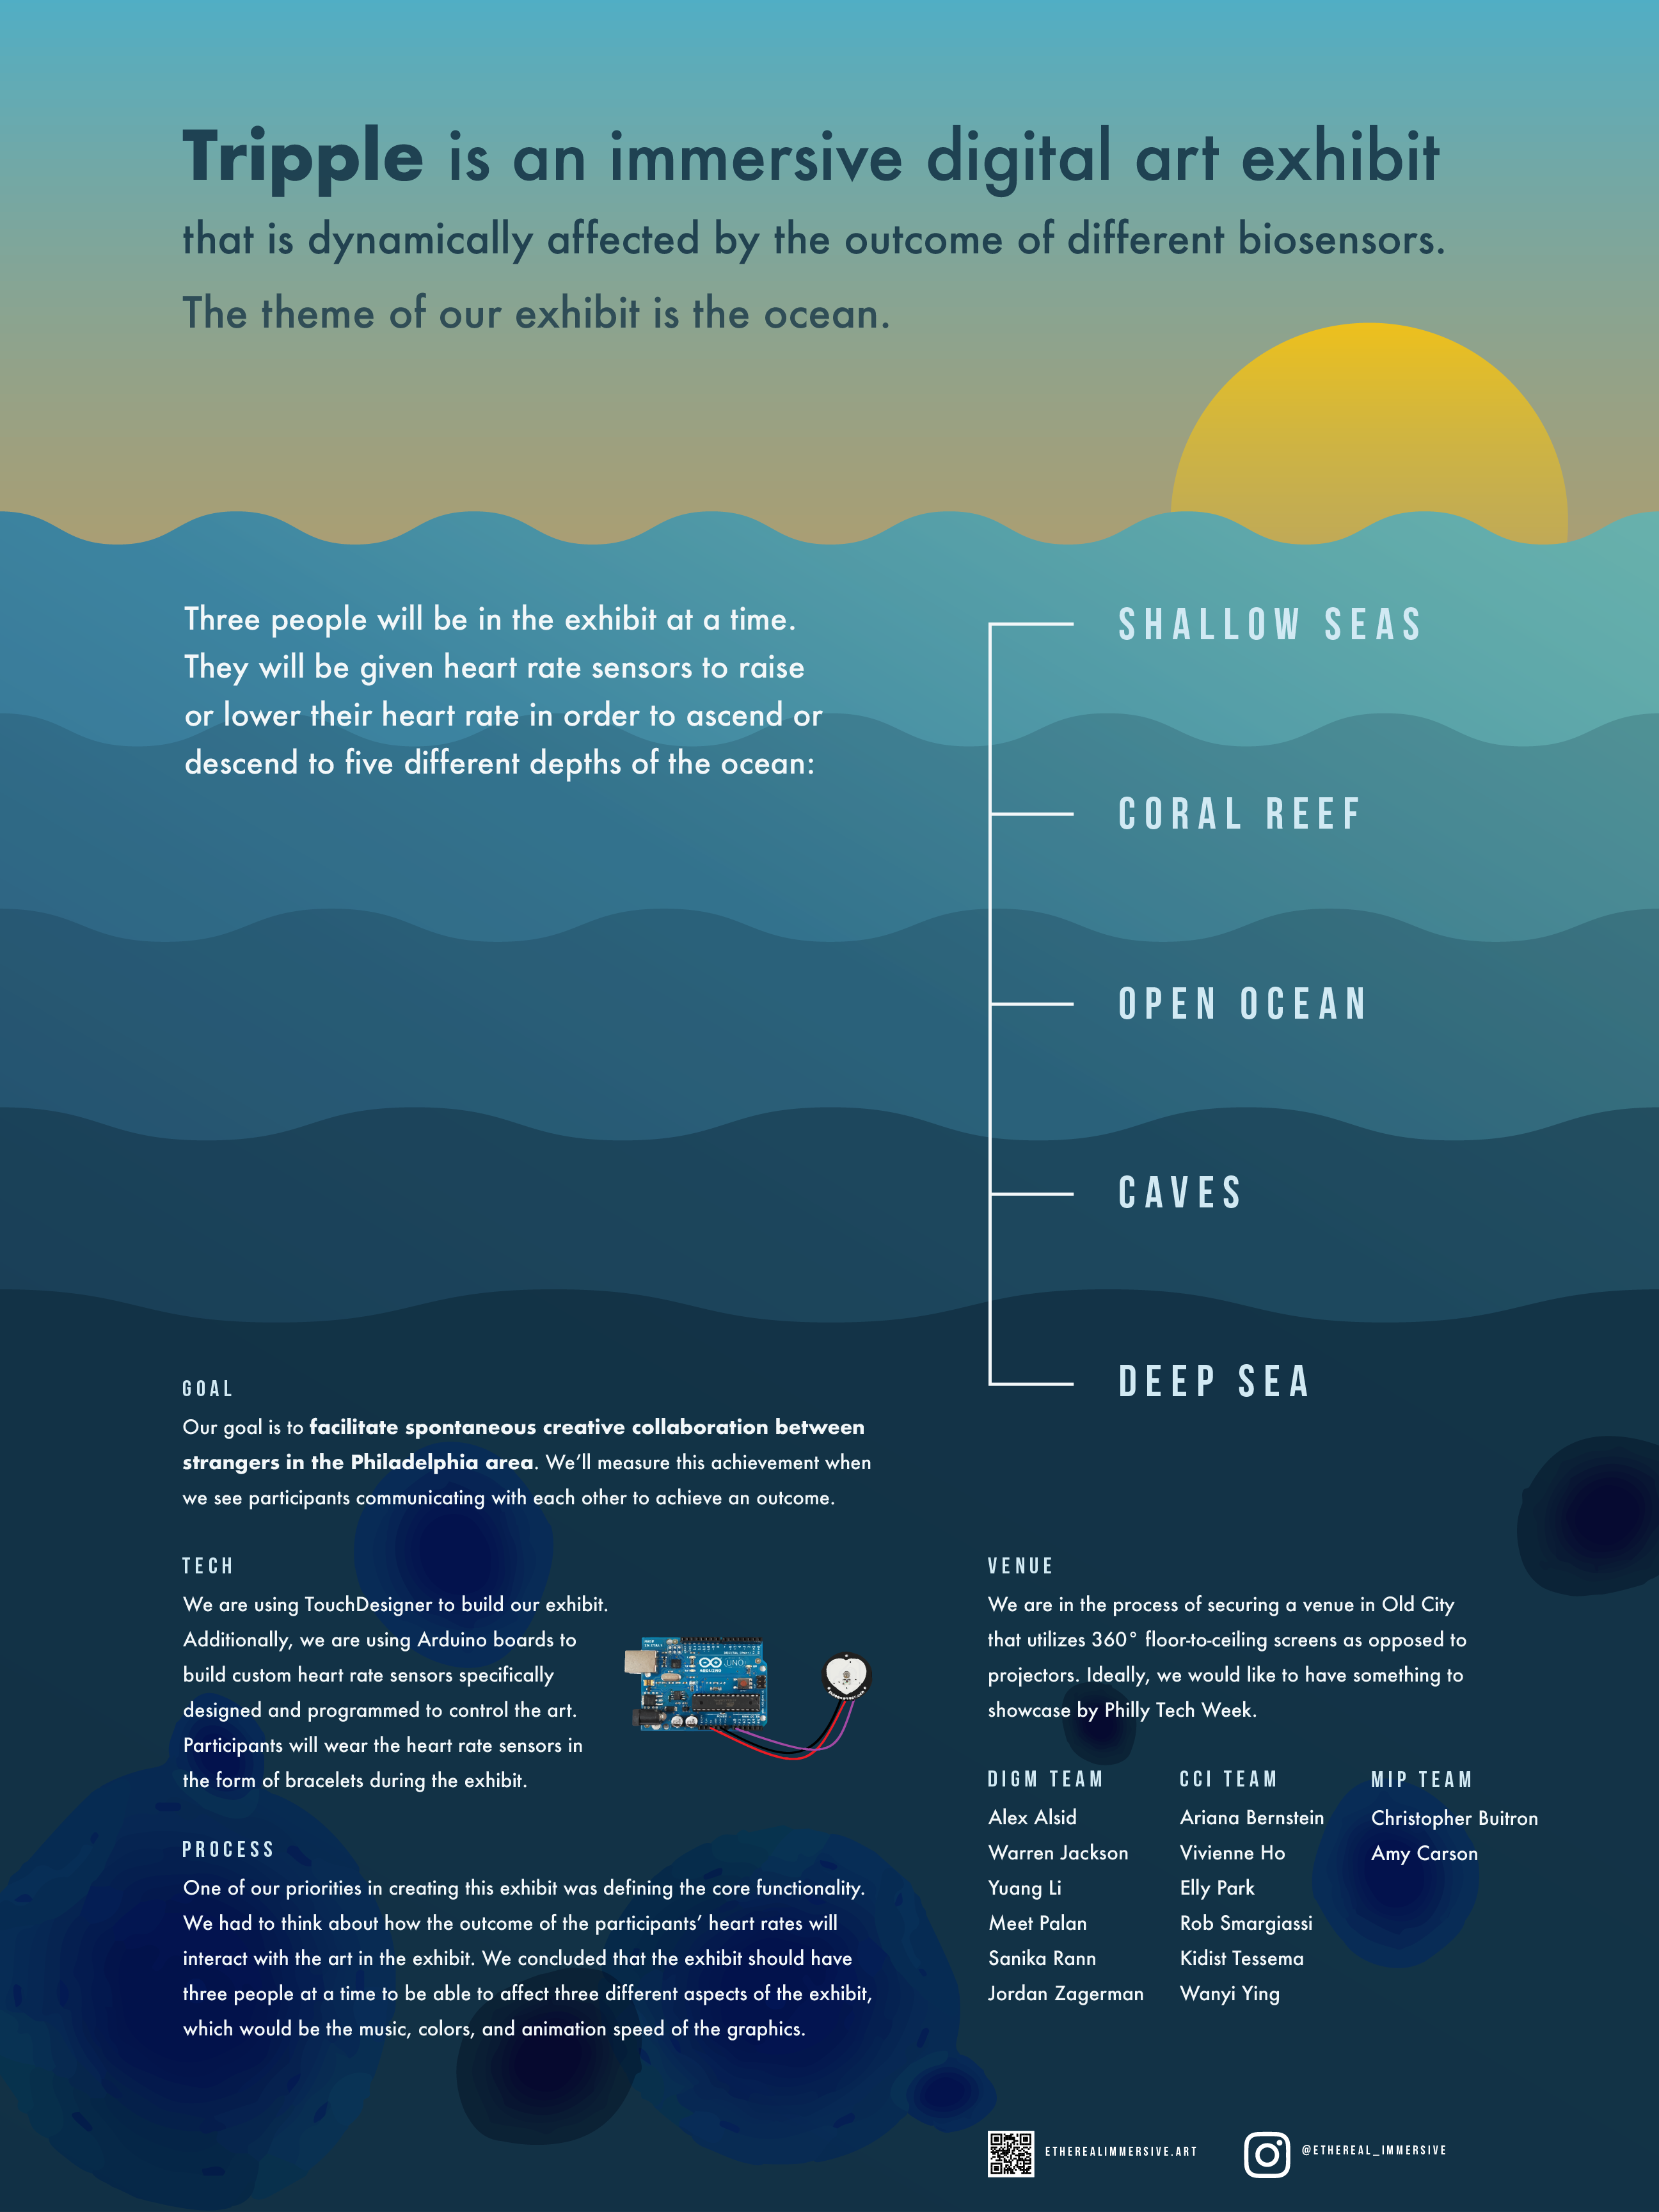 Tripple is an immersive digital art exhibit
that is dynamically affected by the outcome of different biosensors.
The theme of our exhibit is the ocean.
Three people will be in the exhibit at a time.
They will be given heart rate sensors to raise
or lower their heart rate in order to ascend or
descend to five different depths of the ocean:
SHALLOW SEAS
CORAL REEF
OPEN OCEAN
CAVES
DEEP SEA
GOAL
Our goal is to facilitate spontaneous creative collaboration between
strangers in the Philadelphia area. We’ll measure this achievement when
we see participants communicating with each other to achieve an outcome.
TECH
We are using TouchDesigner to build our exhibit.
Additionally, we are using Arduino boards to
build custom heart rate sensors specifically
designed and programmed to control the art.
Participants will wear the heart rate sensors in
the form of bracelets during the exhibit.
UNO
ARDUINO
PROCESS
One of our priorities in creating this exhibit was defining the core functionality.
We had to think about how the outcome of the participants’ heart rates will
interact with the art in the exhibit. We concluded that the exhibit should have
three people at a time to be able to affect three different aspects of the exhibit,
which would be the music, colors, and animation speed of the graphics.
VENUE
We are in the process of securing a venue in Old City
that utilizes 360° floor-to-ceiling screens as opposed to
projectors. Ideally, we would like to have something to
showcase by Philly Tech Week.
DIGM TEAM
Alex Alsid
Warren Jackson
Yuang Li
Meet Palan
Sanika Rann
Jordan Zagerman
CCI TEAM
Ariana Bernstein
Vivienne Ho
Elly Park
Rob Smargiassi
Kidist Tessema
Wanyi Ying
MIP TEAM
Christopher Buitron
Amy Carson
ETHEREALIMMERSIVE.ART
@ETHEREAL_IMMERSIVE